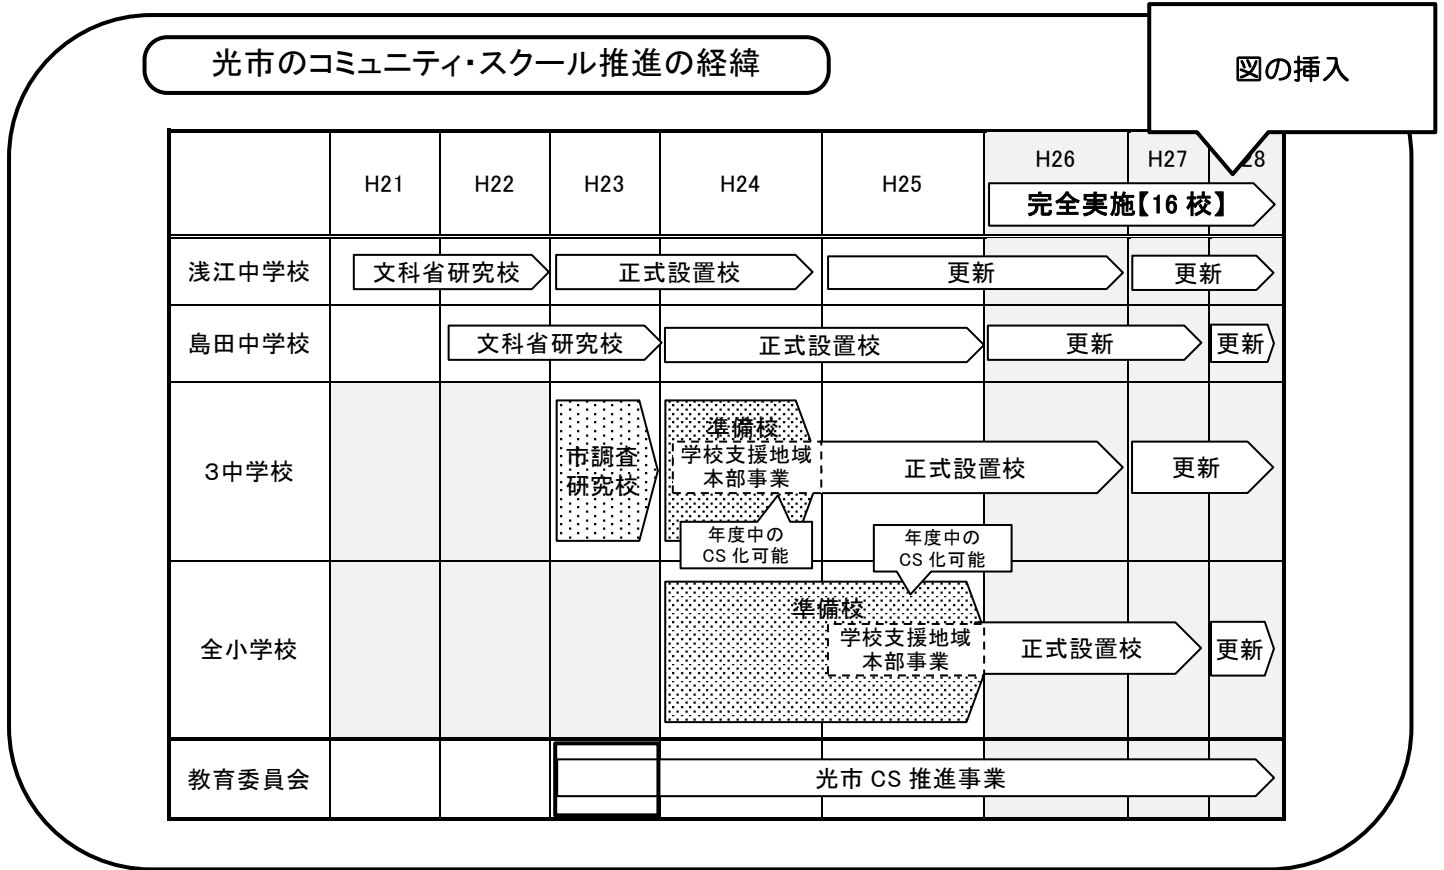 光市のコミュニティ・スクール推進の経緯
図の挿入
H21
H22
H23
H24
H25
H26
H27
28
完全実施【16 校】
浅江中学校
文科省研究校
正式設置校
更新
更新
島田中学校
文科省研究校
正式設置校
更新
更新
3中学校
市調査
研究校
準備校
学校支援地域
本部事業
正式設置校
更新
年度中の
CS 化可能
年度中の
CS 化可能
全小学校
準備校
学校支援地域
本部事業
正式設置校
更新
教育委員会
光市 CS 推進事業